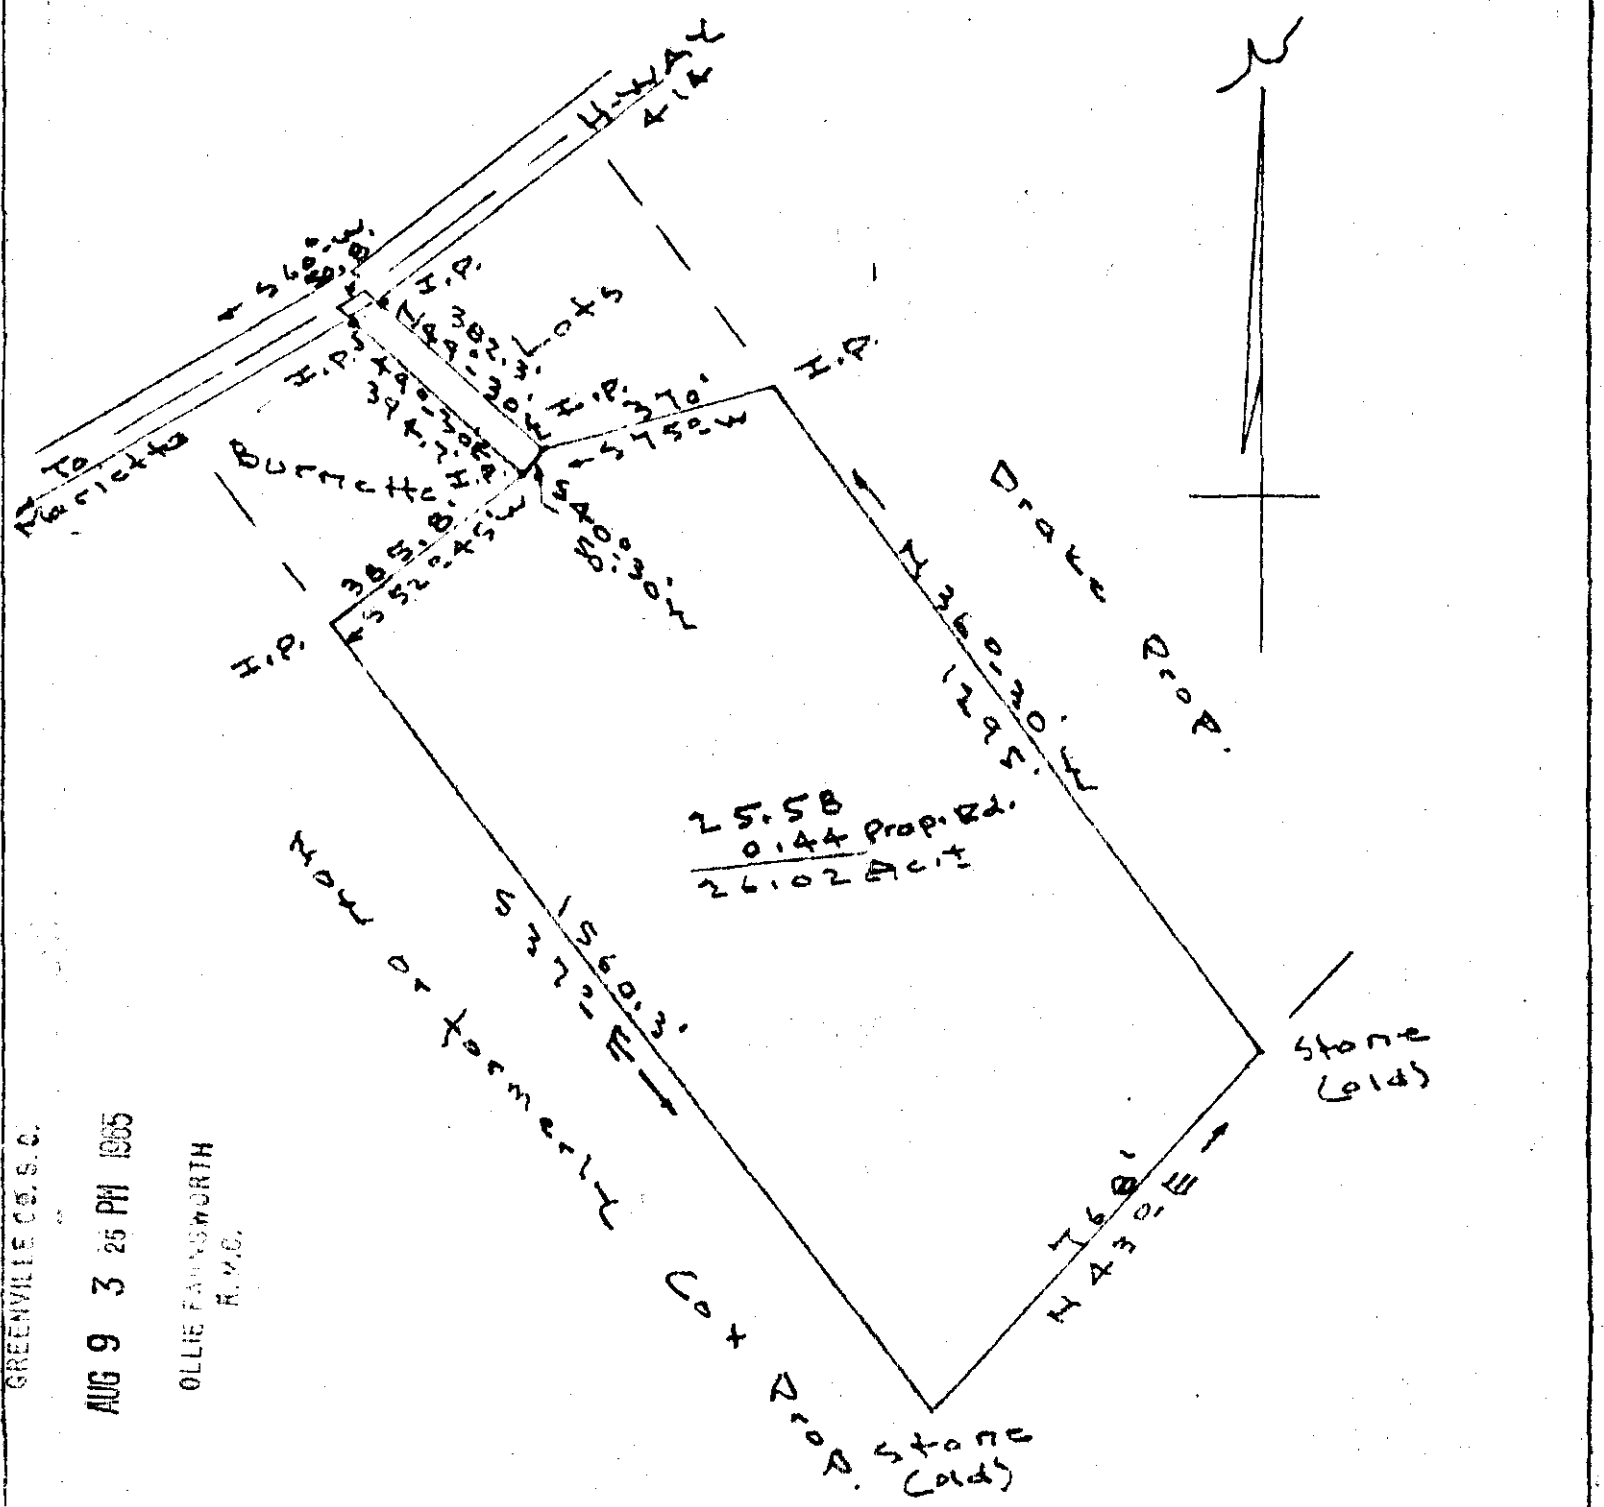 N
H-WAY
414
S 60°-W.
50.8
I.P.
382.3'
N 49°-30' W
Lots
I.P.
S 49°-30' E
394.7'
I.P.
370'
S 75°-W
I.P.
To
Marietta
Burnette
I.P.
385.8'
S 52°-45' W
S 40°-30' W
50'
I.P.
Drake Prop.
N 36°-30' W
1295'
25.58
0.44 Prop. Rd.
26.02 Ac.±
1560.3'
S 37°-E
Now or Formerly Cox Prop.
Stone
(old)
768'
N 43°-E
Stone
(old)
GREENVILLE CO. S. C.
AUG 9 3 26 PM 1965
OLLIE FARNSWORTH
R.M.C.